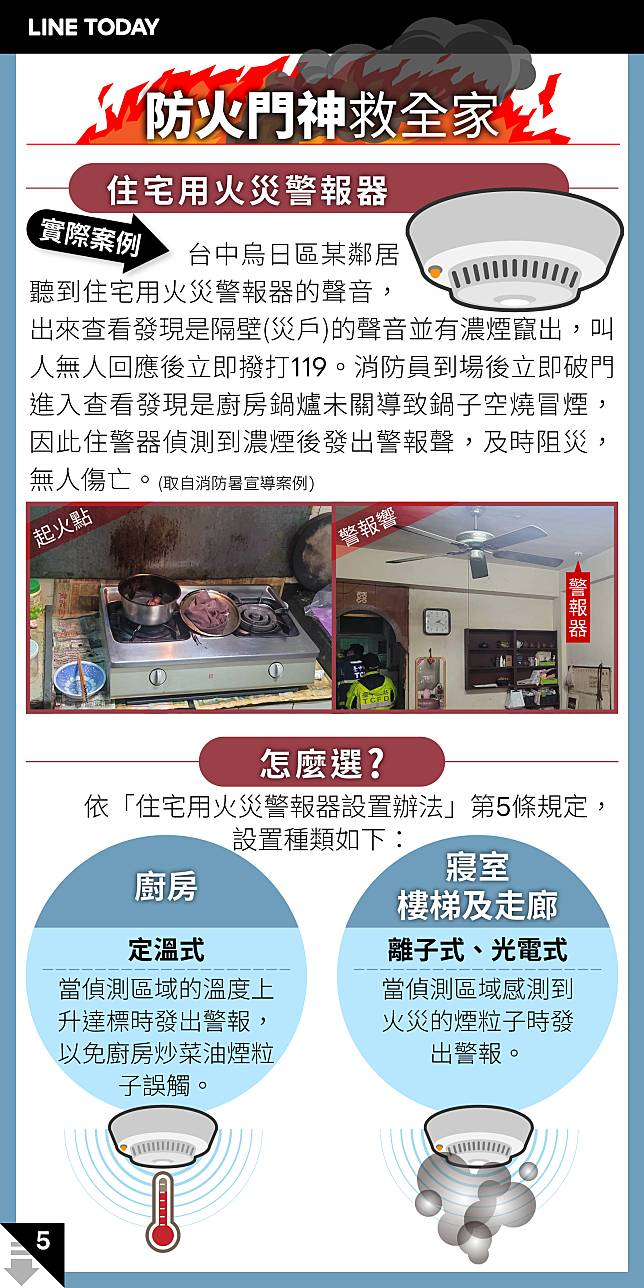 LINE TODAY
防火門神救全家
住宅用火災警報器
實際案例
台中烏日區某鄰居
聽到住宅用火災警報器的聲音，
出來查看發現是隔壁(災戶)的聲音並有濃煙竄出，叫
人無人回應後立即撥打119。消防員到場後立即破門
進入查看發現是廚房鍋爐未關導致鍋子空燒冒煙，
因此住警器偵測到濃煙後發出警報聲，及時阻災，
無人傷亡。(取自消防署宣導案例)
起火點
警報響
警報器
TCFD
怎麼選?
依「住宅用火災警報器設置辦法」第5條規定，
設置種類如下：
廚房
定溫式
當偵測區域的溫度上
升達標時發出警報，
以免廚房炒菜油煙粒
子誤觸。
寢室
樓梯及走廊
離子式、光電式
當偵測區域感測到
火災的煙粒子時發
出警報。
5